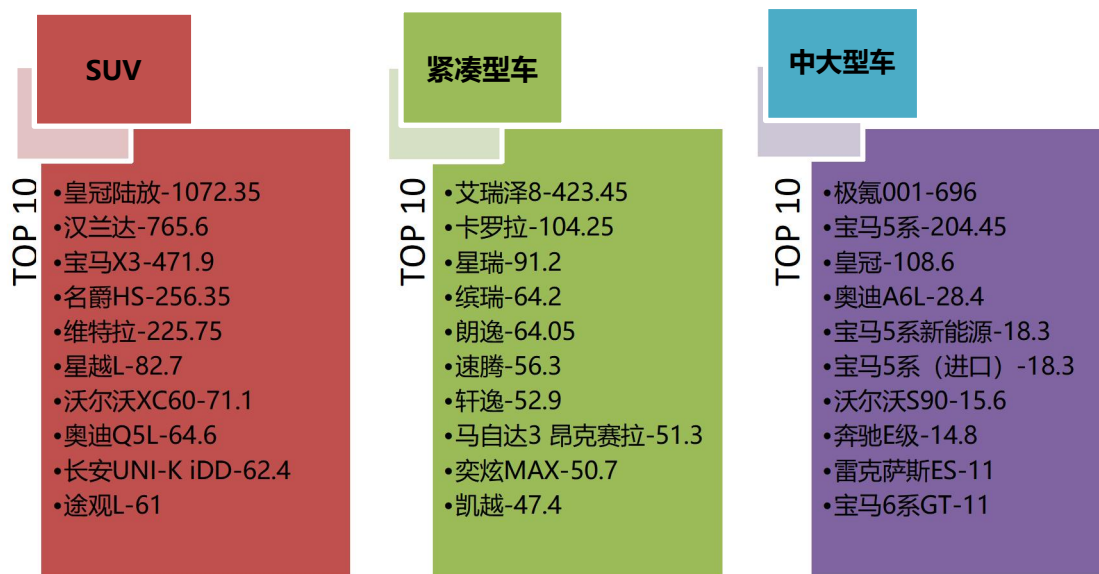 SUV
TOP 10
•皇冠陆放-1072.35
•汉兰达-765.6
•宝马X3-471.9
•名爵HS-256.35
•维特拉-225.75
•星越L-82.7
•沃尔沃XC60-71.1
•奥迪Q5L-64.6
•长安UNI-K iDD-62.4
•途观L-61
紧凑型车
TOP 10
•艾瑞泽8-423.45
•卡罗拉-104.25
•星瑞-91.2
•缤瑞-64.2
•朗逸-64.05
•速腾-56.3
•轩逸-52.9
•马自达3 昂克赛拉-51.3
•奕炫MAX-50.7
•凯越-47.4
中大型车
TOP 10
•极氪001-696
•宝马5系-204.45
•皇冠-108.6
•奥迪A6L-28.4
•宝马5系新能源-18.3
•宝马5系（进口）-18.3
•沃尔沃S90-15.6
•奔驰E级-14.8
•雷克萨斯ES-11
•宝马6系GT-11